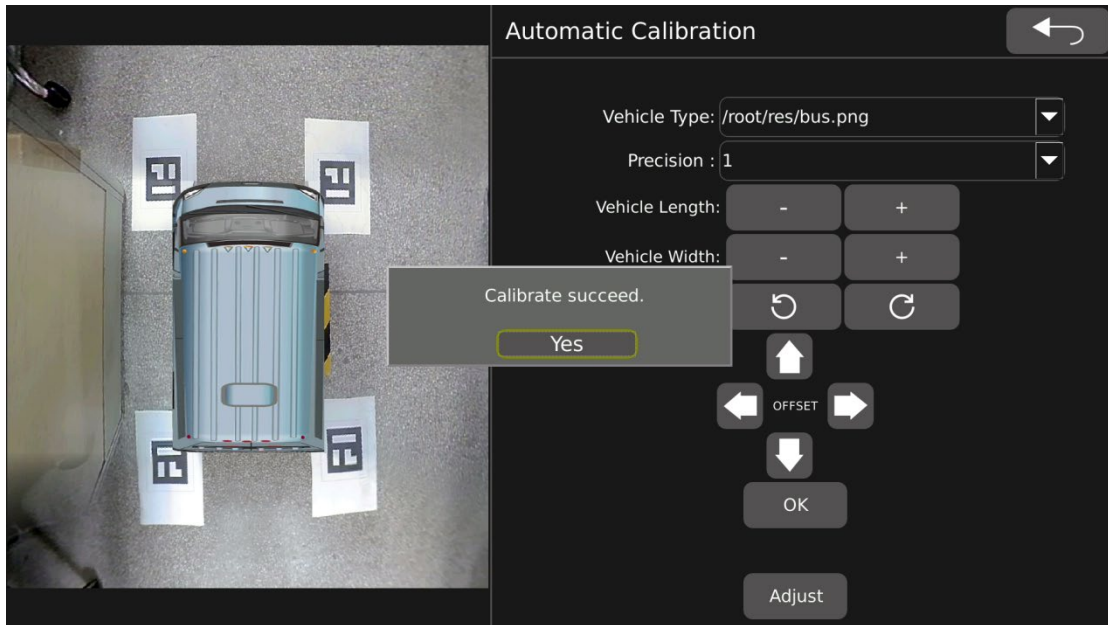 Automatic Calibration
Vehicle Type: /root/res/bus.png
Precision : 1
Vehicle Length: - +
Vehicle Width: - +
Calibrate succeed.
Yes
OFFSET
OK
Adjust